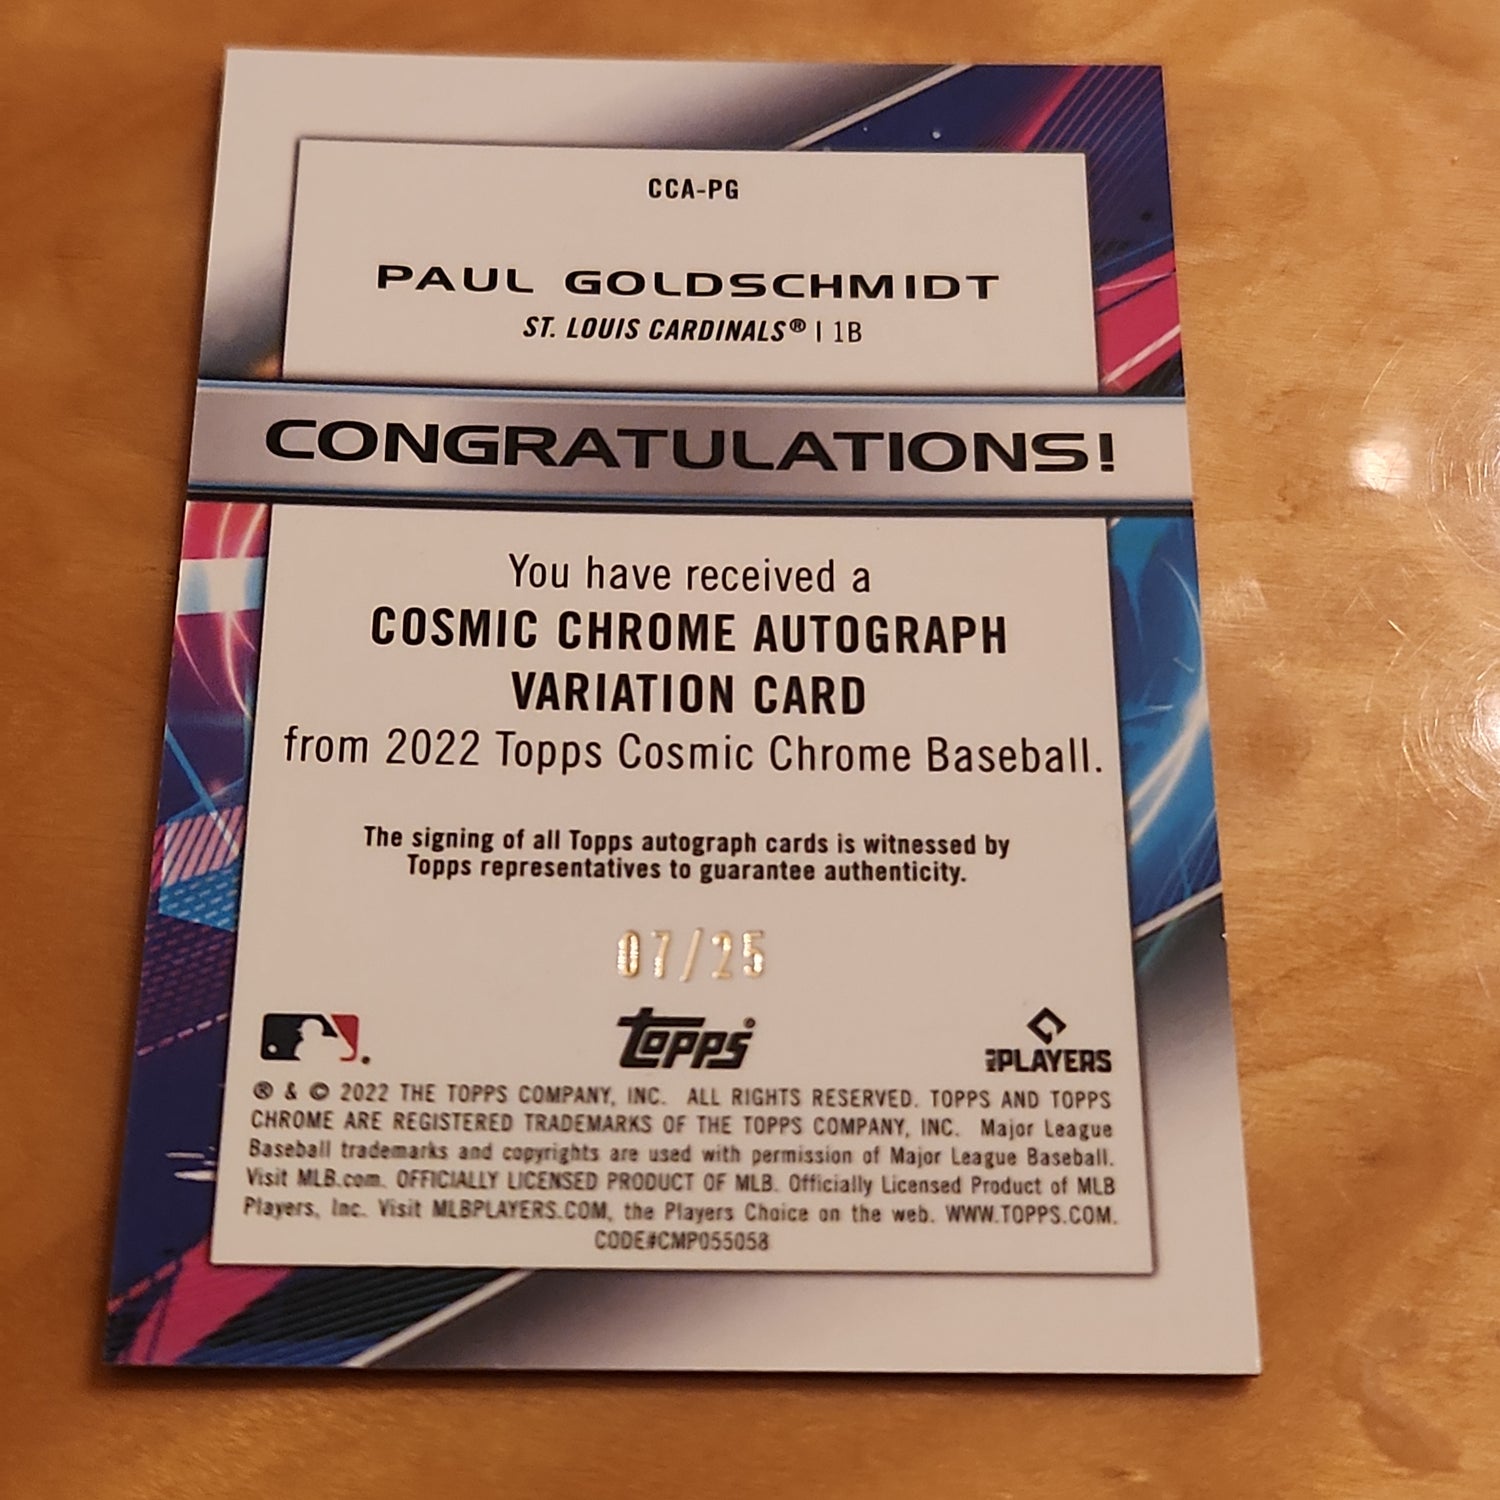 CCA-PG
PAUL GOLDSCHMIDT
ST. LOUIS CARDINALS® | 1B
CONGRATULATIONS!
You have received a
COSMIC CHROME AUTOGRAPH
VARIATION CARD
from 2022 Topps Cosmic Chrome Baseball.
The signing of all Topps autograph cards is witnessed by
Topps representatives to guarantee authenticity.
07/25
Topps®
MLB PLAYERS
® & © 2022 THE TOPPS COMPANY, INC. ALL RIGHTS RESERVED. TOPPS AND TOPPS
CHROME ARE REGISTERED TRADEMARKS OF THE TOPPS COMPANY, INC. Major League
Baseball trademarks and copyrights are used with permission of Major League Baseball.
Visit MLB.com. OFFICIALLY LICENSED PRODUCT OF MLB. Officially Licensed Product of MLB
Players, Inc. Visit MLBPLAYERS.COM, the Players Choice on the web. WWW.TOPPS.COM.
CODE#CMP055058